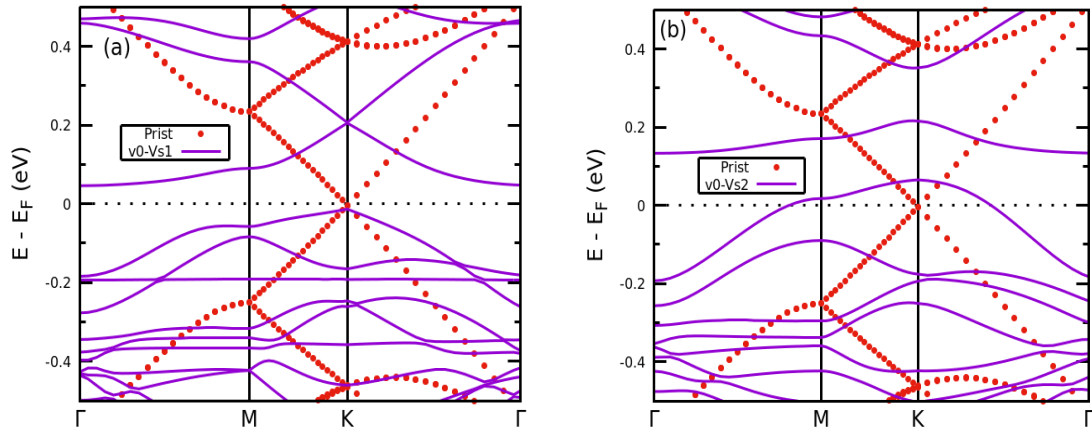 (a)
0.4
0.2
0
-0.2
-0.4
E - E_F (eV)
Prist
v0-Vs1
Γ
M
K
Γ
(b)
0.4
0.2
0
-0.2
-0.4
E - E_F (eV)
Prist
v0-Vs2
Γ
M
K
Γ